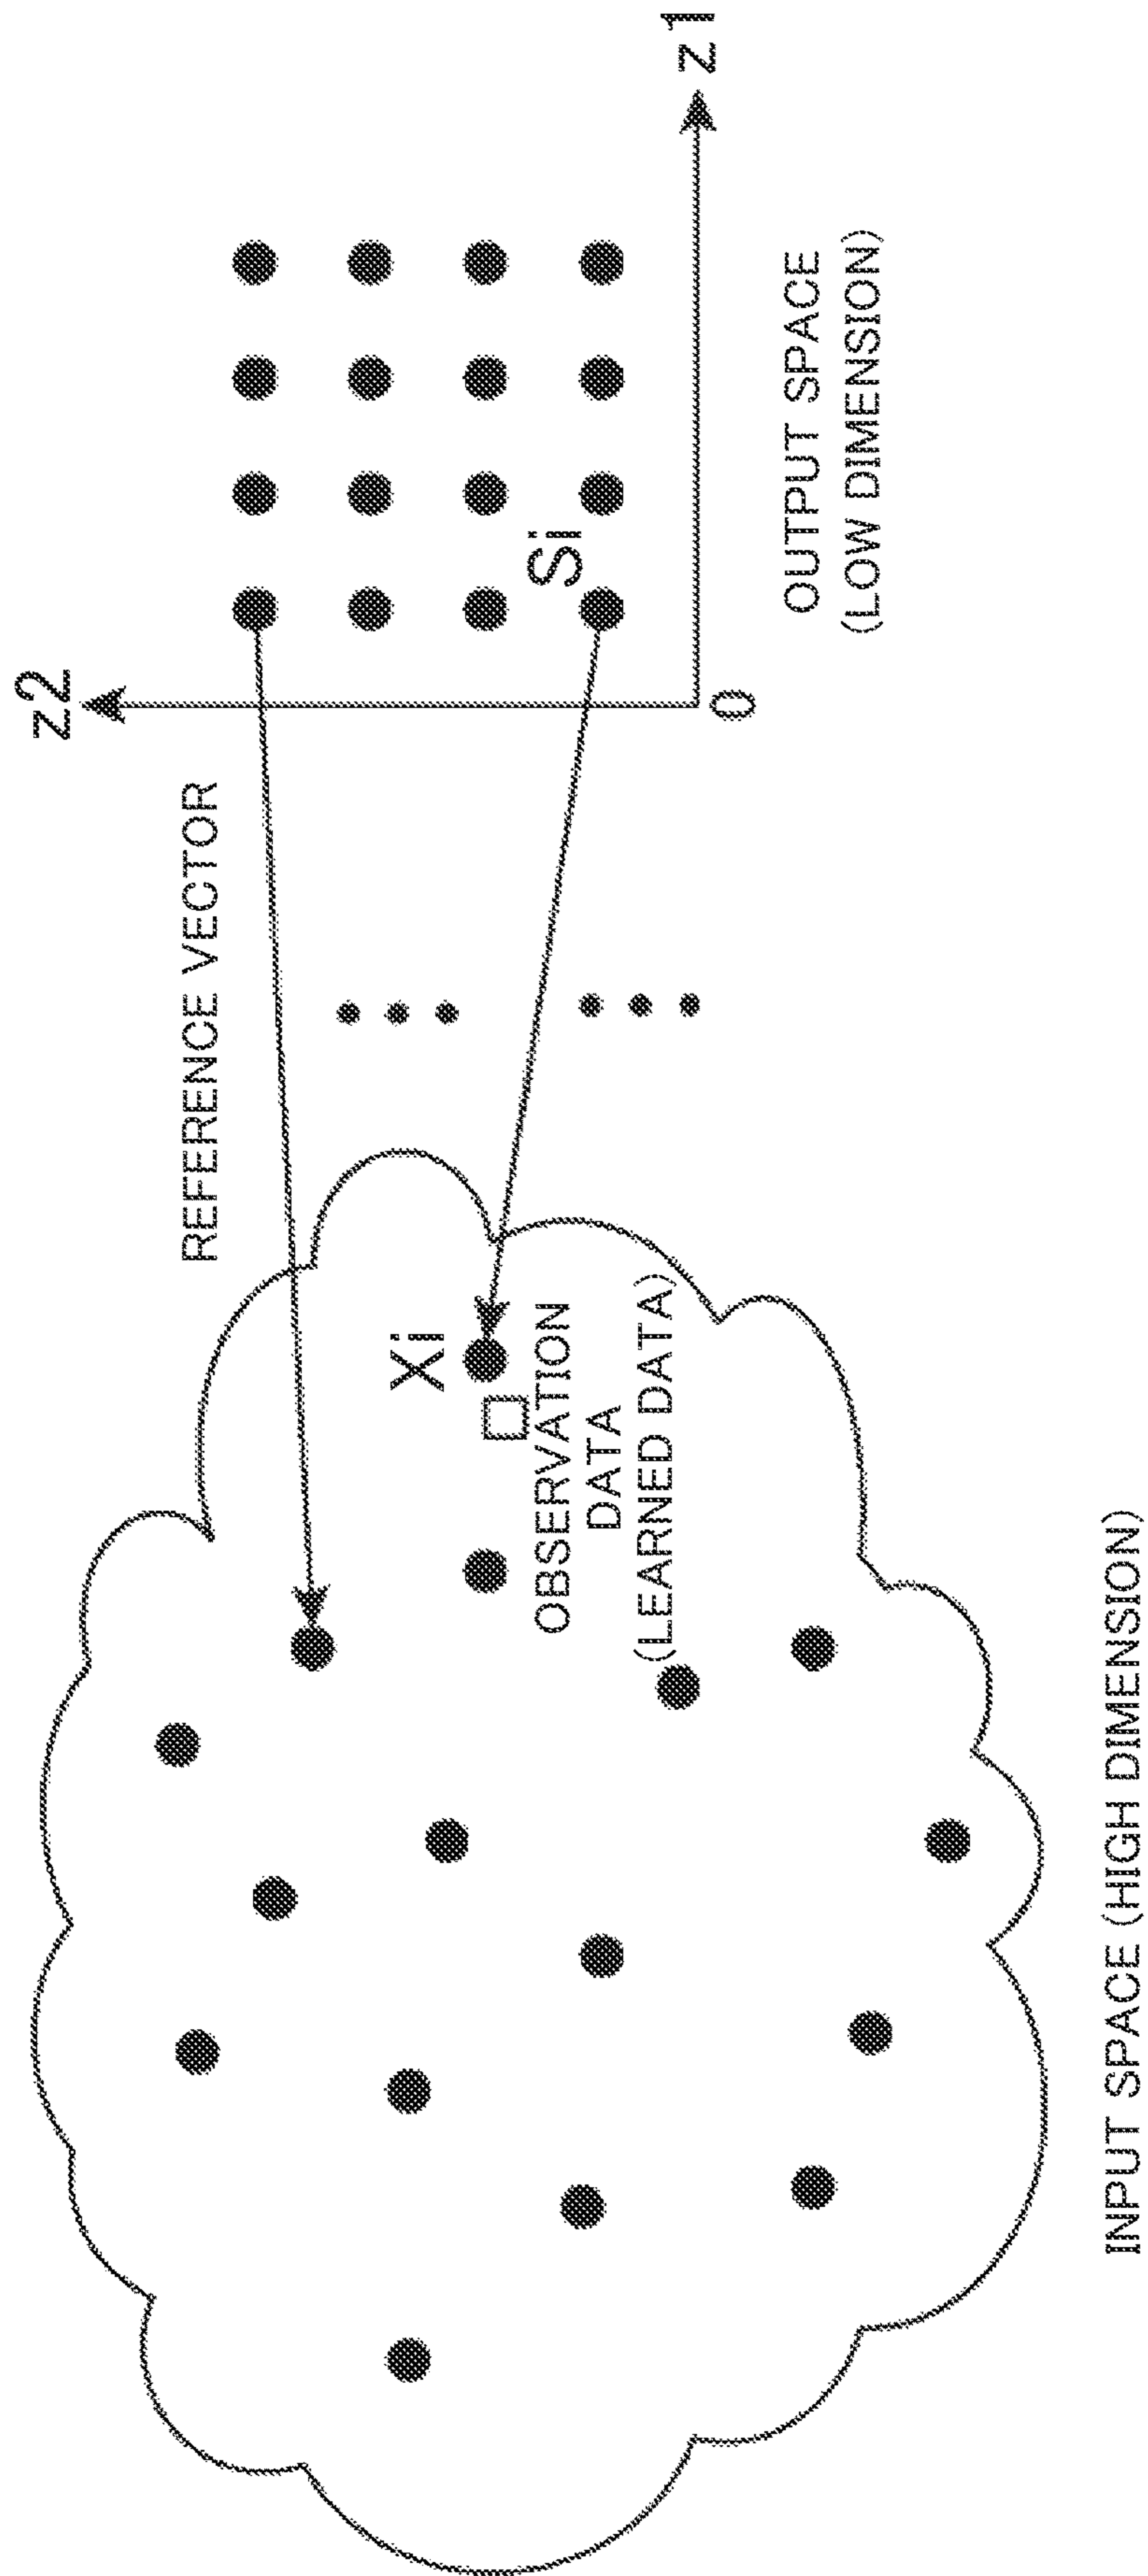 z2
REFERENCE VECTOR
Xi
Si
OBSERVATION
DATA
(LEARNED DATA)
0
z1
OUTPUT SPACE
(LOW DIMENSION)
INPUT SPACE (HIGH DIMENSION)